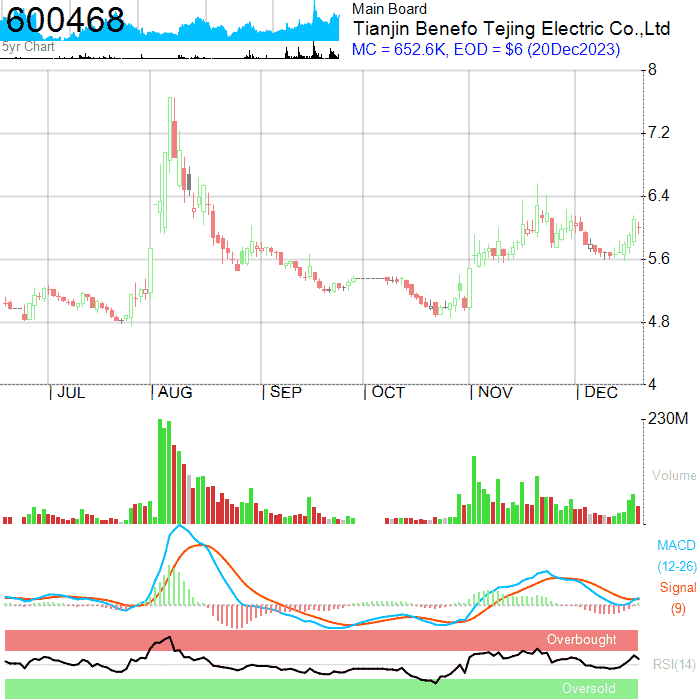 600468
5yr Chart
Main Board
Tianjin Benefo Tejing Electric Co.,Ltd
MC = 652.6K, EOD = $6 (20Dec2023)
8
7.2
6.4
5.6
4.8
4
JUL
AUG
SEP
OCT
NOV
DEC
230M
Volume
MACD
(12-26)
Signal
(9)
Overbought
RSI(14)
Oversold